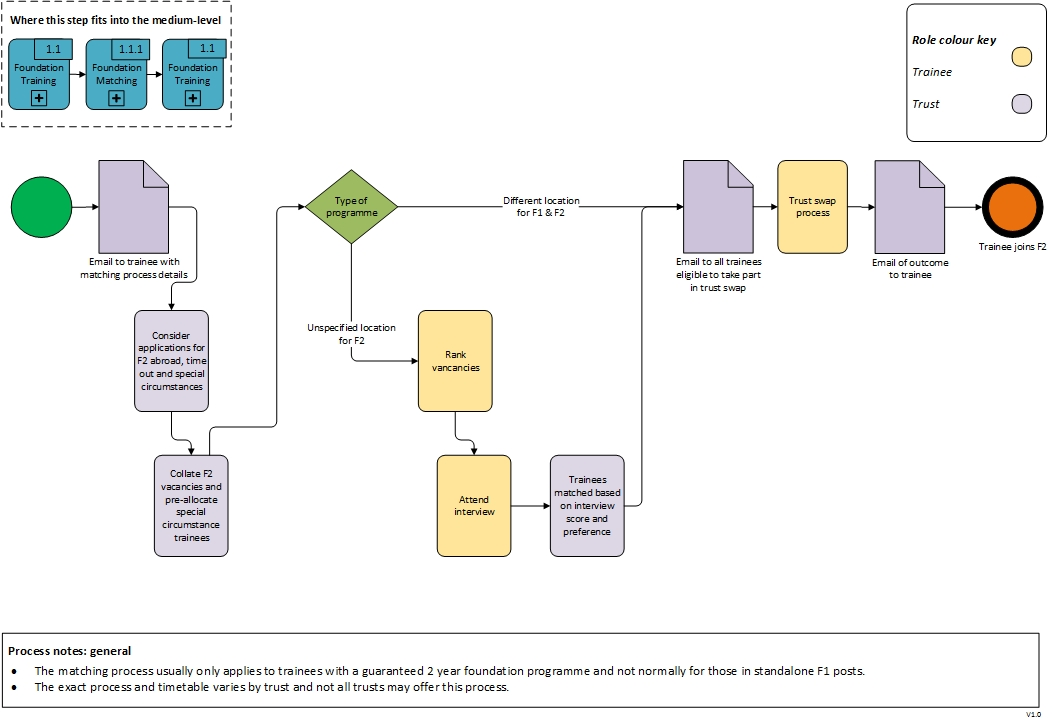 Where this step fits into the medium-level
1.1
Foundation
Training
1.1.1
Foundation
Matching
1.1
Foundation
Training
Role colour key
Trainee
Trust
Email to trainee with
matching process details
Consider
applications for
F2 abroad, time
out and special
circumstances
Collate F2
vacancies and
pre-allocate
special
circumstance
trainees
Type of
programme
Different location
for F1 & F2
Unspecified location
for F2
Rank
vancancies
Attend
interview
Trainees
matched based
on interview
score and
preference
Email to all trainees
eligible to take part
in trust swap
Trust swap
process
Email of outcome
to trainee
Trainee joins F2
Process notes: general
• The matching process usually only applies to trainees with a guaranteed 2 year foundation programme and not normally for those in standalone F1 posts.
• The exact process and timetable varies by trust and not all trusts may offer this process.
V1.0